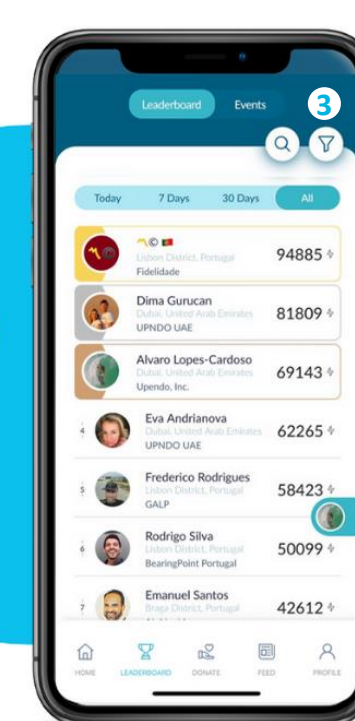 Leaderboard Events
3
Today 7 Days 30 Days All
〽️©️🇵🇹
Lisbon District, Portugal
Fidelidade
94885
Dima Gurucan
Dubai, United Arab Emirates
UPNDO UAE
81809
Alvaro Lopes-Cardoso
Dubai, United Arab Emirates
Upendo, Inc.
69143
4
Eva Andrianova
Dubai, United Arab Emirates
UPNDO UAE
62265
5
Frederico Rodrigues
Lisbon District, Portugal
GALP
58423
6
Rodrigo Silva
Lisbon District, Portugal
BearingPoint Portugal
50099
7
Emanuel Santos
Braga District, Portugal
42612
HOME LEADERBOARD DONATE FEED PROFILE